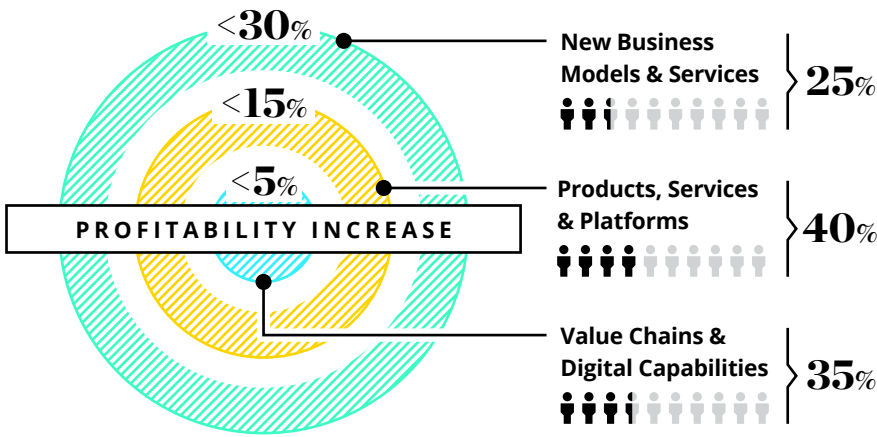 <30%
<15%
<5%
PROFITABILITY INCREASE
New Business
Models & Services
25%
Products, Services
& Platforms
40%
Value Chains &
Digital Capabilities
35%